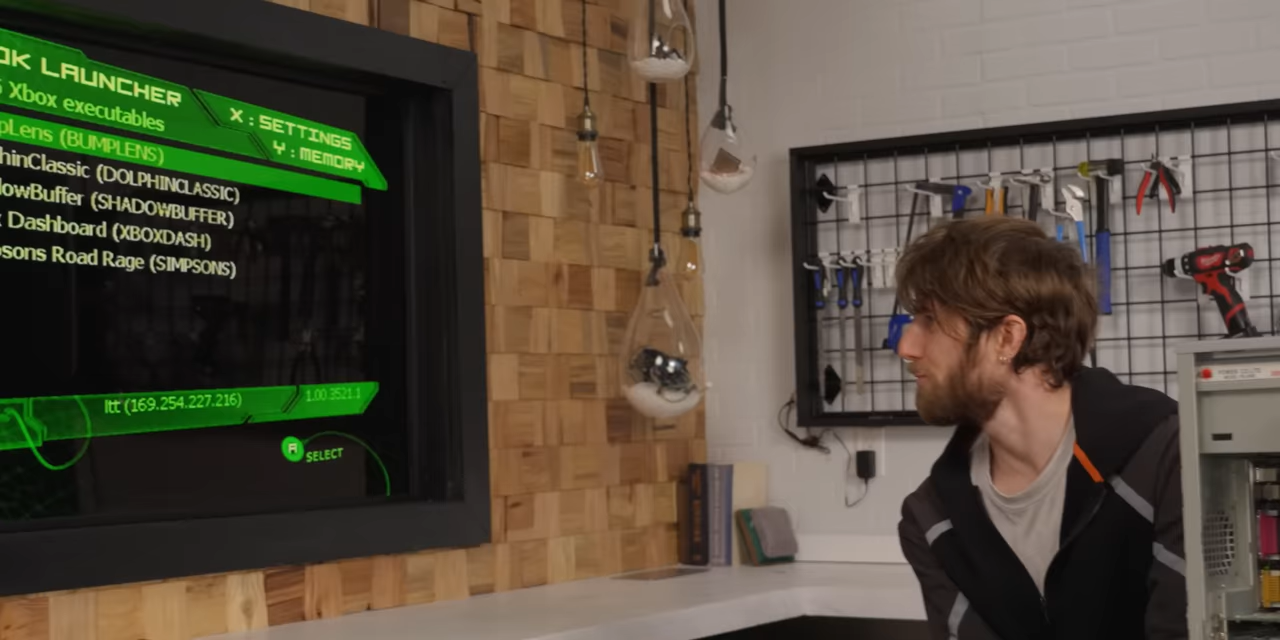 OK LAUNCHER
Xbox executables
X : SETTINGS
Y : MEMORY
pLens (BUMPLENS)
hinClassic (DOLPHINCLASSIC)
lowBuffer (SHADOWBUFFER)
x Dashboard (XBOXDASH)
psons Road Rage (SIMPSONS)
ltt (169.254.227.216)
1.00.3521.1
A
SELECT